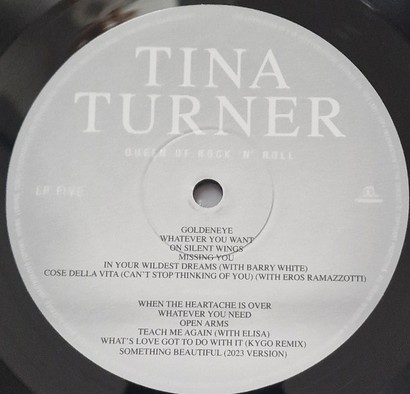 TINA
TURNER
QUEEN OF ROCK 'N' ROLL
LP FIVE
GOLDENEYE
WHATEVER YOU WANT
ON SILENT WINGS
MISSING YOU
IN YOUR WILDEST DREAMS (WITH BARRY WHITE)
COSE DELLA VITA (CAN'T STOP THINKING OF YOU) (WITH EROS RAMAZZOTTI)
WHEN THE HEARTACHE IS OVER
WHATEVER YOU NEED
OPEN ARMS
TEACH ME AGAIN (WITH ELISA)
WHAT'S LOVE GOT TO DO WITH IT (KYGO REMIX)
SOMETHING BEAUTIFUL (2023 VERSION)